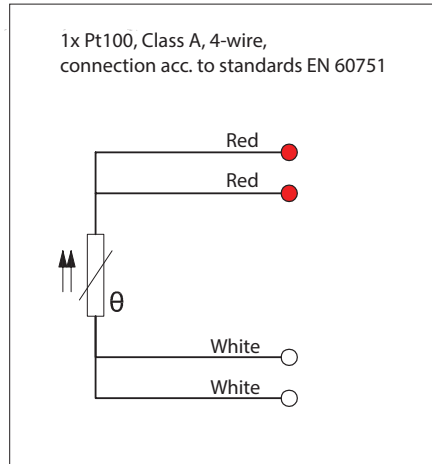 1x Pt100, Class A, 4-wire,
connection acc. to standards EN 60751
Red
Red
θ
White
White